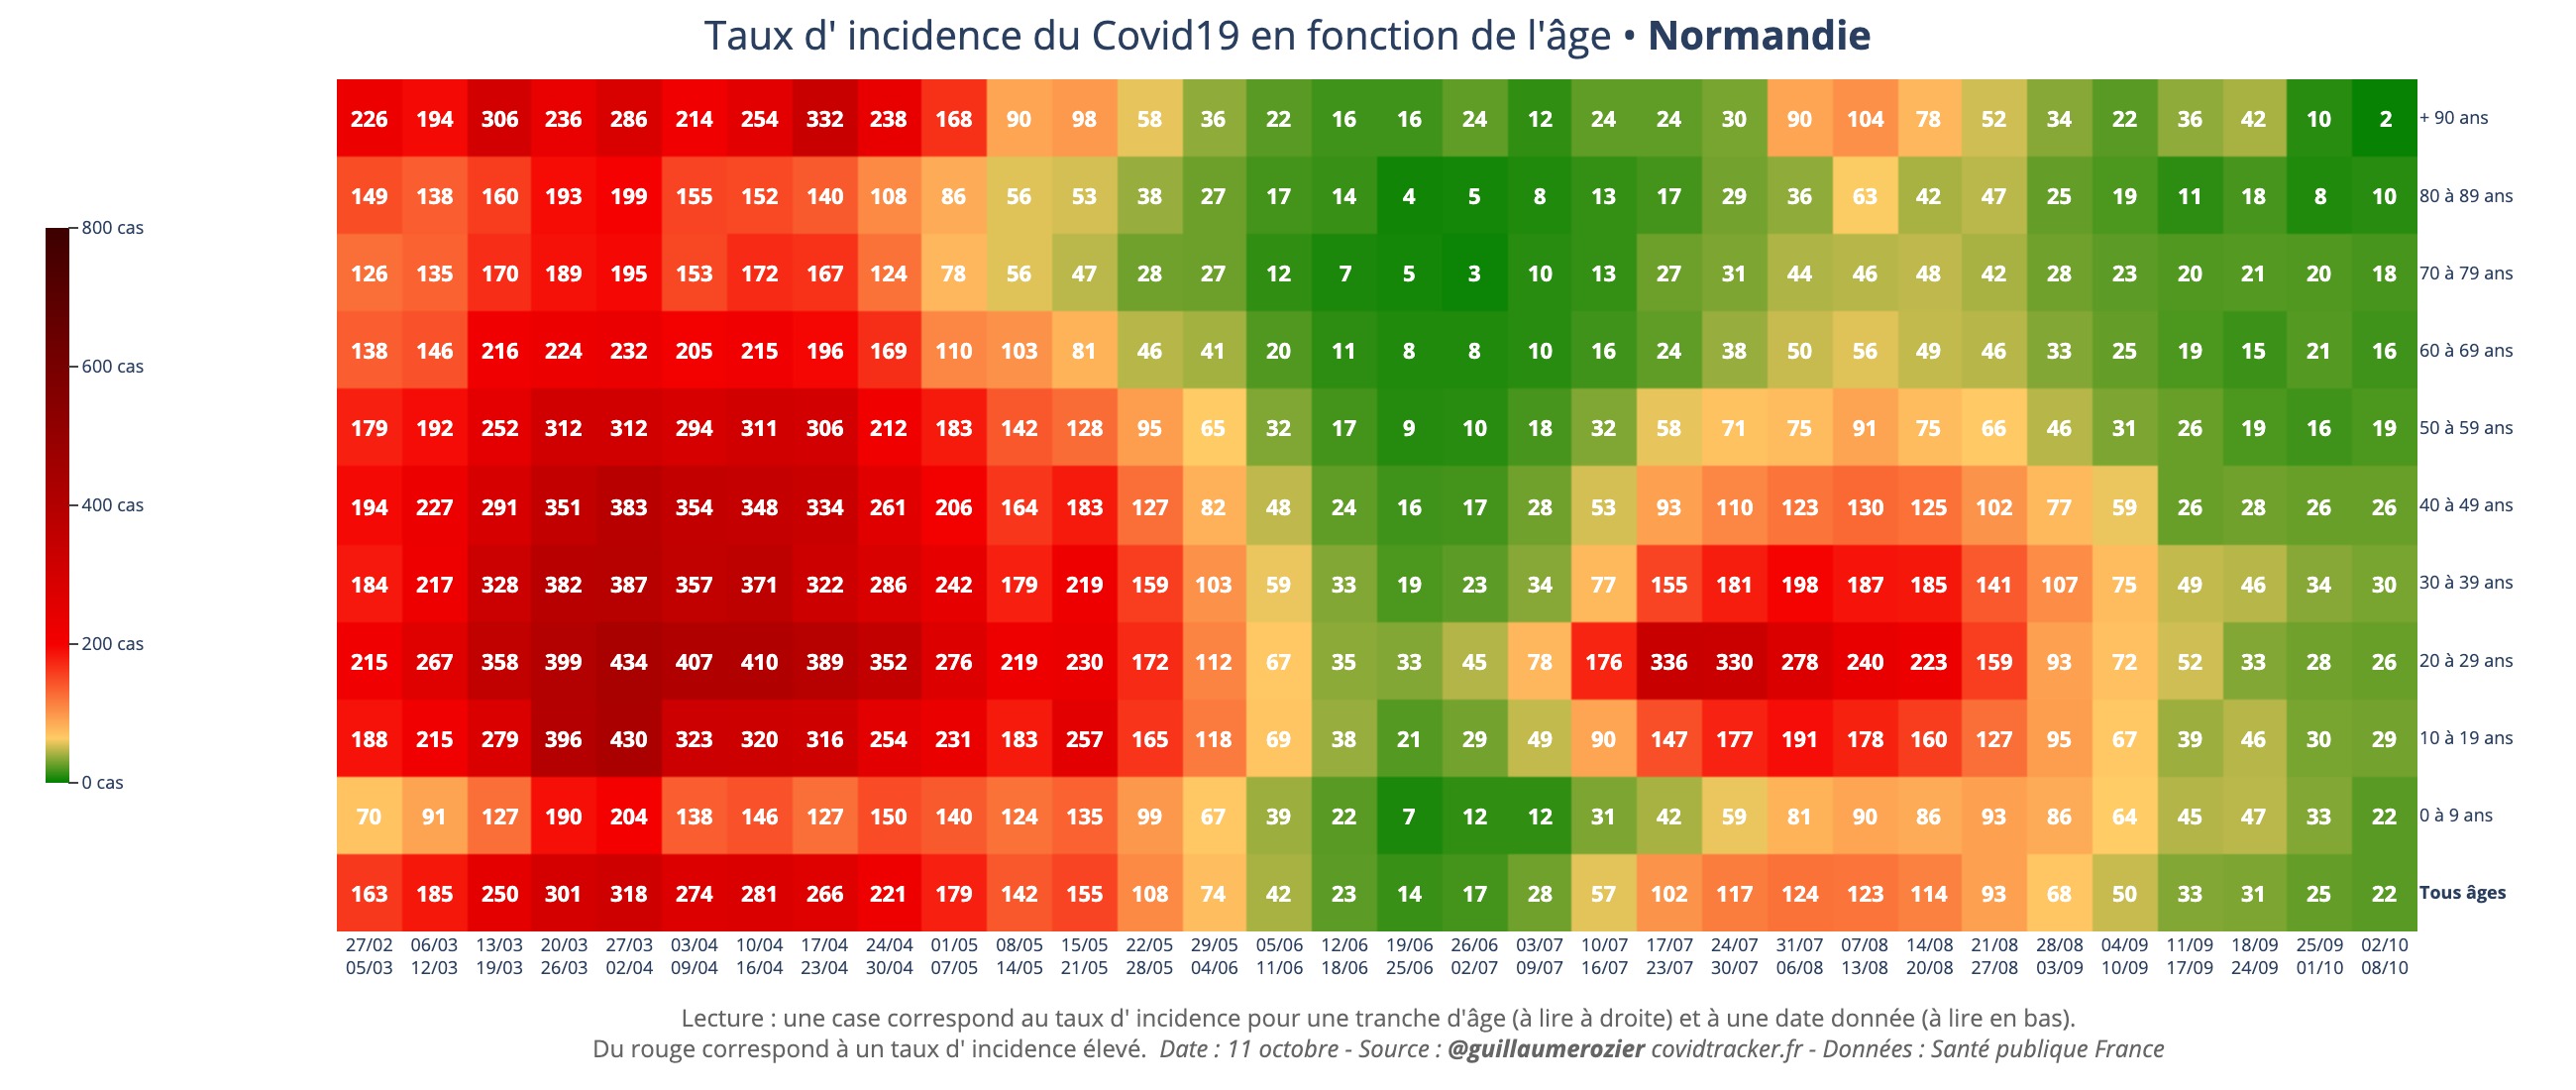 Taux d' incidence du Covid19 en fonction de l'âge • Normandie
226 194 306 236 286 214 254 332 238 168 90 98 58 36 22 16 16 24 12 24 24 30 90 104 78 52 34 22 36 42 10 2 + 90 ans
149 138 160 193 199 155 152 140 108 86 56 53 38 27 17 14 4 5 8 13 17 29 36 63 42 47 25 19 11 18 8 10 80 à 89 ans
800 cas
126 135 170 189 195 153 172 167 124 78 56 47 28 27 12 7 5 3 10 13 27 31 44 46 48 42 28 23 20 21 20 18 70 à 79 ans
138 146 216 224 232 205 215 196 169 110 103 81 46 41 20 11 8 8 10 16 24 38 50 56 49 46 33 25 19 15 21 16 60 à 69 ans
600 cas
179 192 252 312 312 294 311 306 212 183 142 128 95 65 32 17 9 10 18 32 58 71 75 91 75 66 46 31 26 19 16 19 50 à 59 ans
400 cas
194 227 291 351 383 354 348 334 261 206 164 183 127 82 48 24 16 17 28 53 93 110 123 130 125 102 77 59 26 28 26 26 40 à 49 ans
184 217 328 382 387 357 371 322 286 242 179 219 159 103 59 33 19 23 34 77 155 181 198 187 185 141 107 75 49 46 34 30 30 à 39 ans
200 cas
215 267 358 399 434 407 410 389 352 276 219 230 172 112 67 35 33 45 78 176 336 330 278 240 223 159 93 72 52 33 28 26 20 à 29 ans
188 215 279 396 430 323 320 316 254 231 183 257 165 118 69 38 21 29 49 90 147 177 191 178 160 127 95 67 39 46 30 29 10 à 19 ans
0 cas
70 91 127 190 204 138 146 127 150 140 124 135 99 67 39 22 7 12 12 31 42 59 81 90 86 93 86 64 45 47 33 22 0 à 9 ans
163 185 250 301 318 274 281 266 221 179 142 155 108 74 42 23 14 17 28 57 102 117 124 123 114 93 68 50 33 31 25 22 Tous âges
27/02 06/03 13/03 20/03 27/03 03/04 10/04 17/04 24/04 01/05 08/05 15/05 22/05 29/05 05/06 12/06 19/06 26/06 03/07 10/07 17/07 24/07 31/07 07/08 14/08 21/08 28/08 04/09 11/09 18/09 25/09 02/10
05/03 12/03 19/03 26/03 02/04 09/04 16/04 23/04 30/04 07/05 14/05 21/05 28/05 04/06 11/06 18/06 25/06 02/07 09/07 16/07 23/07 30/07 06/08 13/08 20/08 27/08 03/09 10/09 17/09 24/09 01/10 08/10
Lecture : une case correspond au taux d' incidence pour une tranche d'âge (à lire à droite) et à une date donnée (à lire en bas).
Du rouge correspond à un taux d' incidence élevé. Date : 11 octobre - Source : @guillaumerozier covidtracker.fr - Données : Santé publique France